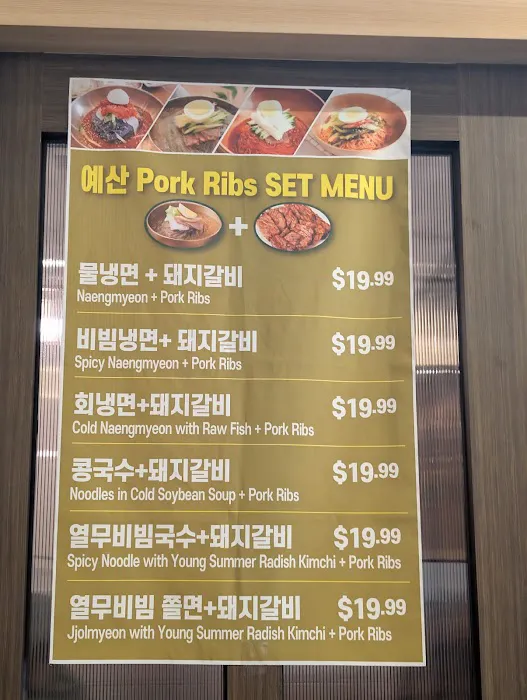 예산 Pork Ribs SET MENU
+
물냉면 + 돼지갈비 $19.99
Naengmyeon + Pork Ribs
비빔냉면+ 돼지갈비 $19.99
Spicy Naengmyeon + Pork Ribs
회냉면+돼지갈비 $19.99
Cold Naengmyeon with Raw Fish + Pork Ribs
콩국수+돼지갈비 $19.99
Noodles in Cold Soybean Soup + Pork Ribs
열무비빔국수+돼지갈비 $19.99
Spicy Noodle with Young Summer Radish Kimchi + Pork Ribs
열무비빔 쫄면+돼지갈비 $19.99
Jjolmyeon with Young Summer Radish Kimchi + Pork Ribs